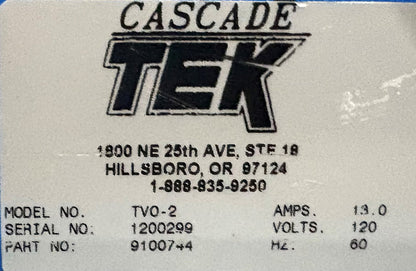 CASCADE
TEK
1800 NE 25th AVE, STE 18
HILLSBORO, OR 97124
1-888-835-9250
MODEL NO. TVO-2 AMPS. 13.0
SERIAL NO: 1200299 VOLTS. 120
PART NO: 9100744 HZ. 60